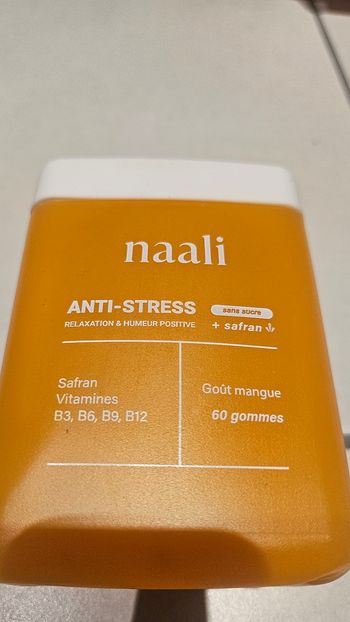 naali
ANTI-STRESS
sans sucre
RELAXATION & HUMEUR POSITIVE
+ safran
Safran
Vitamines
B3, B6, B9, B12
Goût mangue
60 gommes